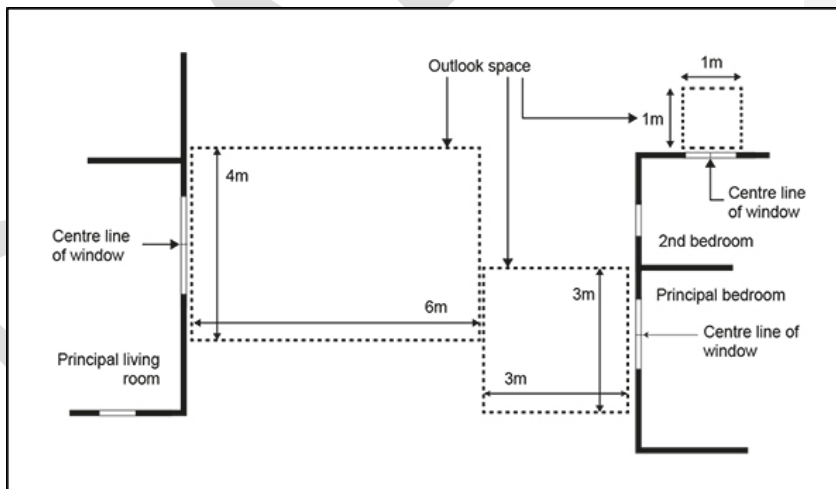 Outlook space
1m
1m
4m
Centre line
of window
Centre line
of window
2nd bedroom
Principal bedroom
3m
6m
Centre line of
window
Principal living
room
3m